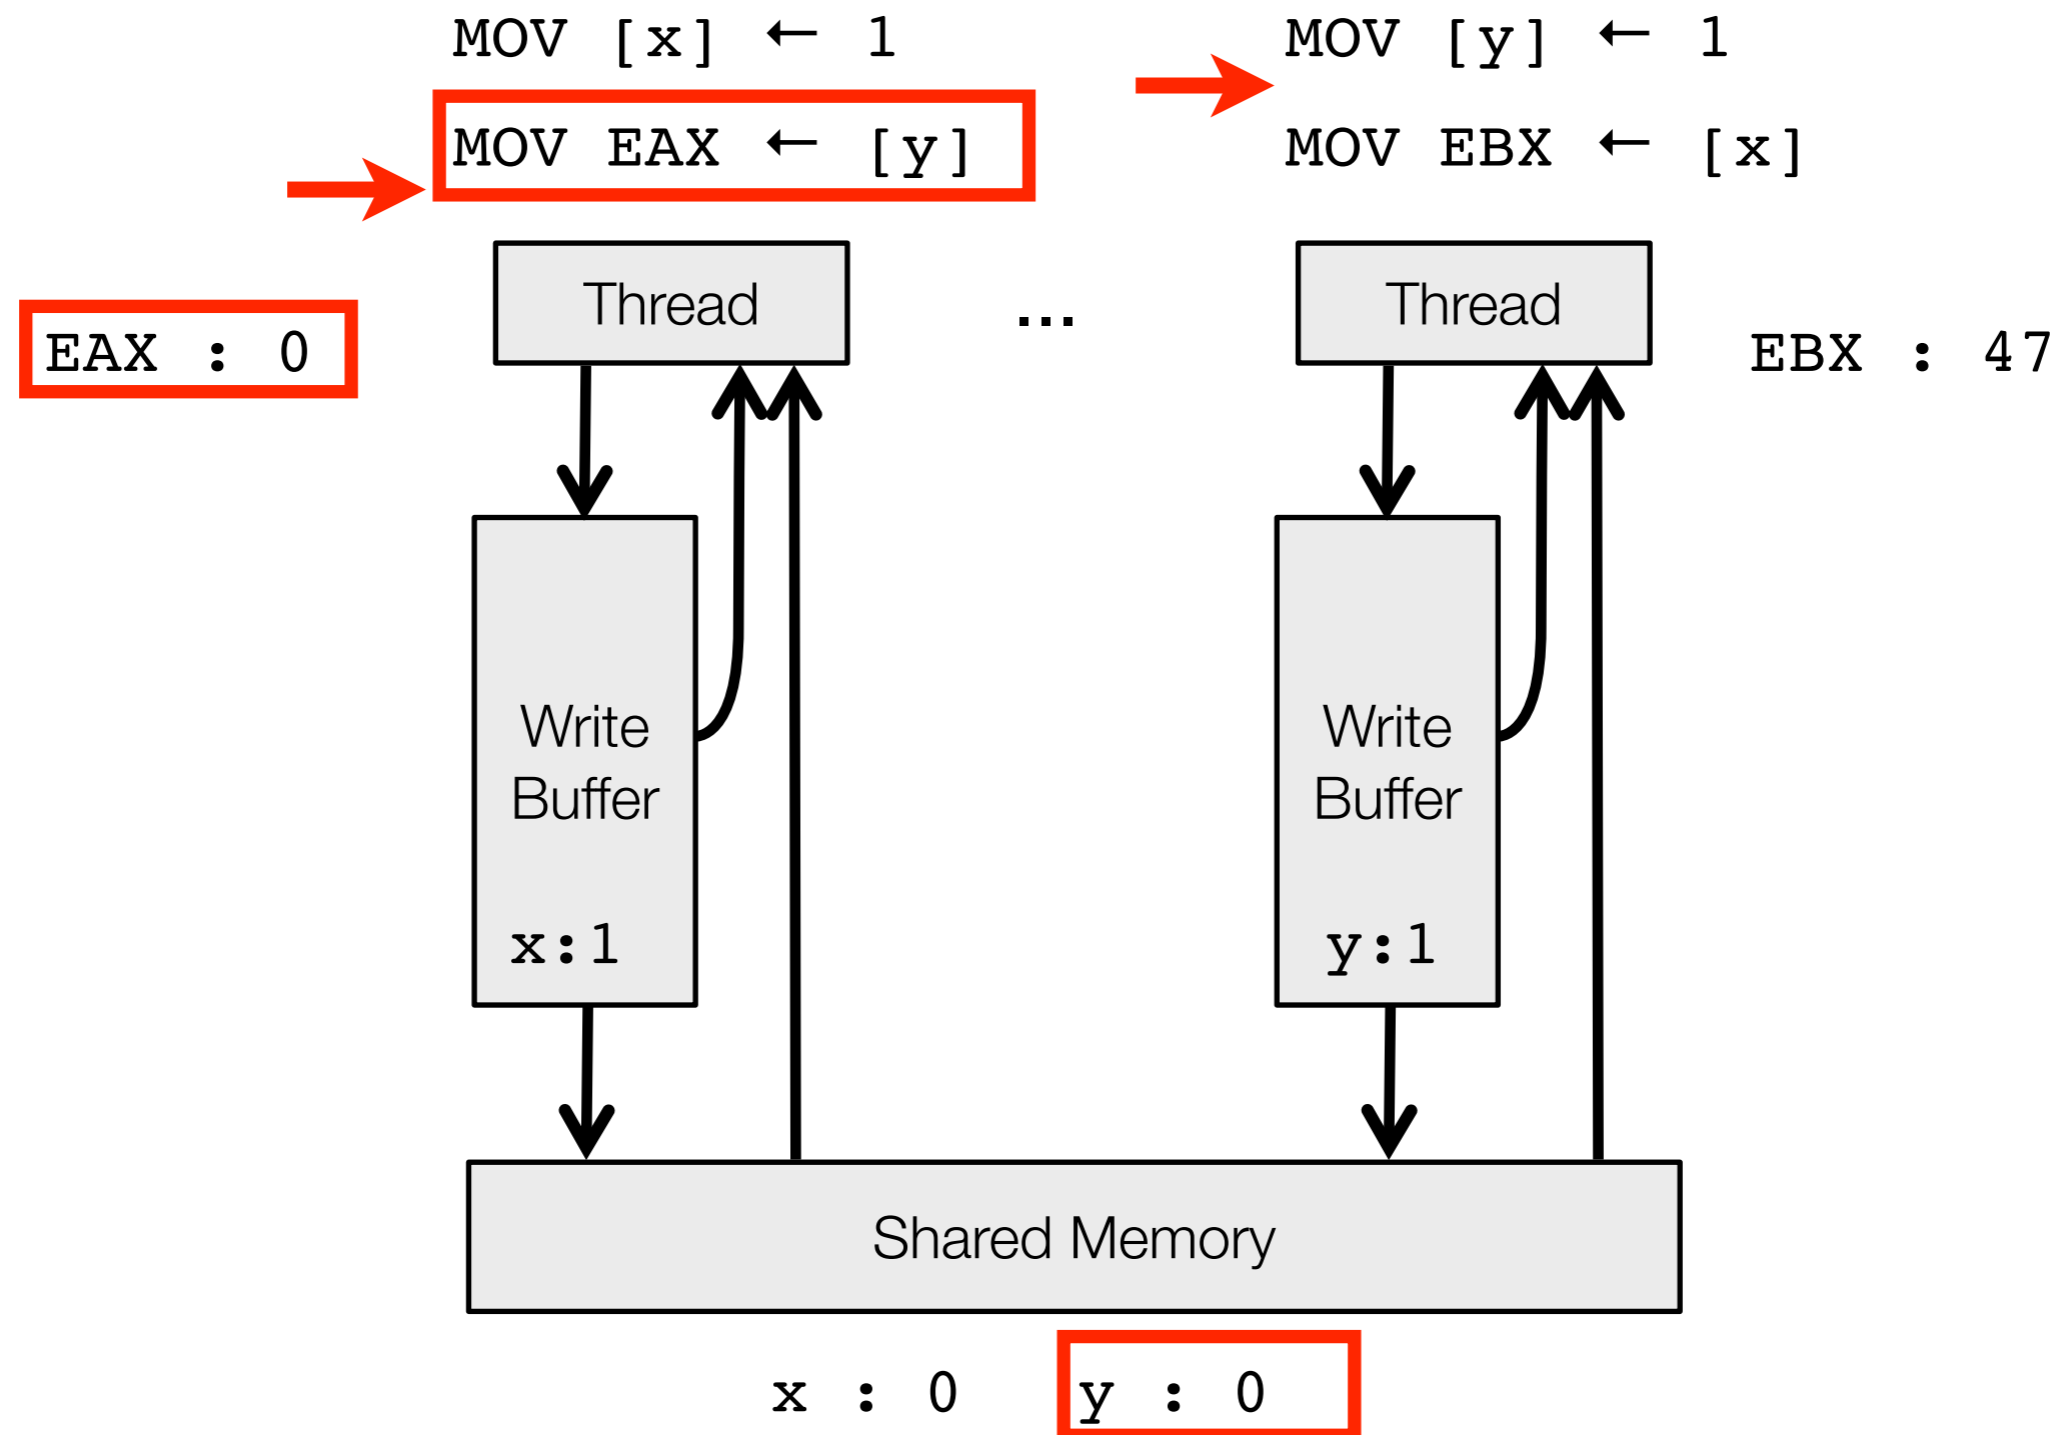 MOV [x] ← 1
MOV EAX ← [y]
MOV [y] ← 1
MOV EBX ← [x]
Thread
...
Thread
EAX : 0
EBX : 47
Write
Buffer
x:1
Write
Buffer
y:1
Shared Memory
x : 0
y : 0